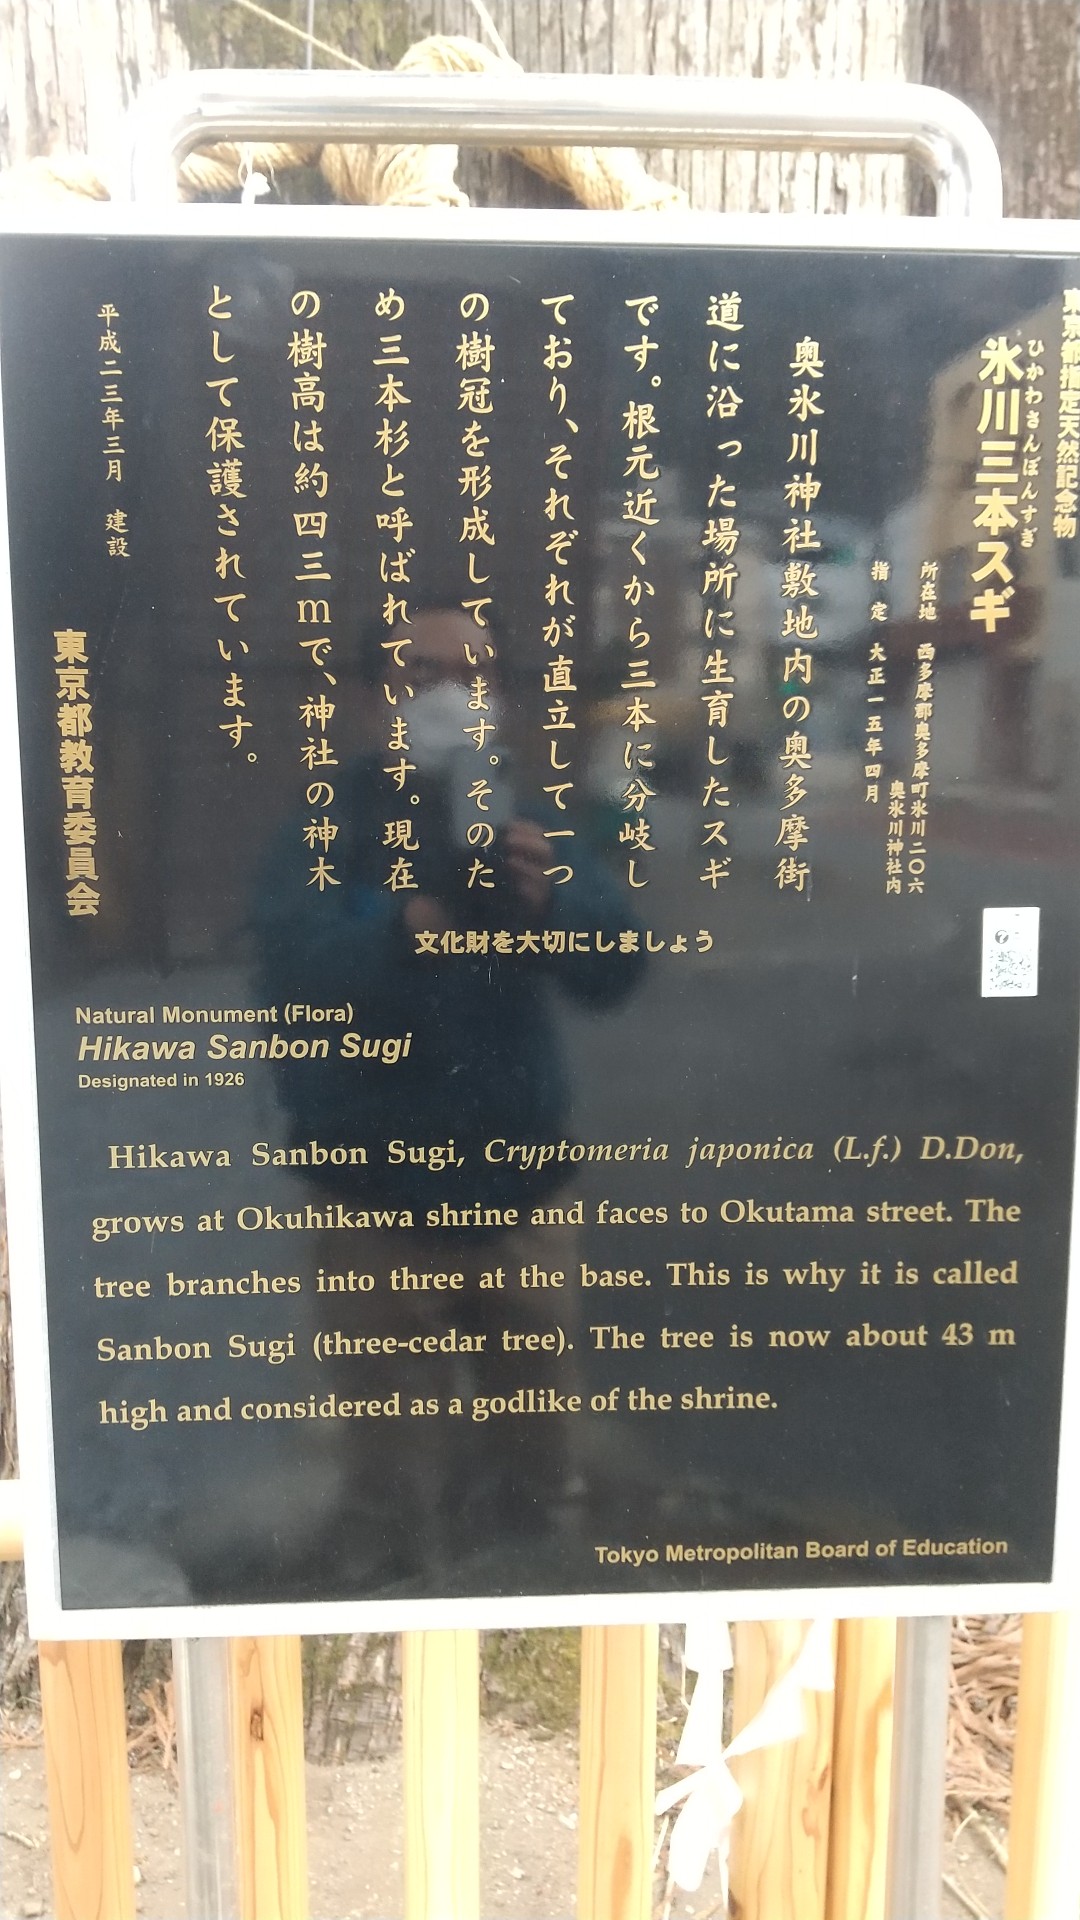 東京都指定天然記念物
ひかわさんぼんすぎ
氷川三本スギ
所在地 西多摩郡奥多摩町氷川二〇六
奥氷川神社内
指定 大正一五年四月
奥氷川神社敷地内の奥多摩街
道に沿った場所に生育したスギ
です。根元近くから三本に分岐し
ており、それぞれが直立して一つ
の樹冠を形成しています。そのた
め三本杉と呼ばれています。現在
の樹高は約四三mで、神社の神木
として保護されています。
平成二三年三月 建設
東京都教育委員会
文化財を大切にしましょう
Natural Monument (Flora)
Hikawa Sanbon Sugi
Designated in 1926
Hikawa Sanbon Sugi, Cryptomeria japonica (L.f.) D.Don,
grows at Okuhikawa shrine and faces to Okutama street. The
tree branches into three at the base. This is why it is called
Sanbon Sugi (three-cedar tree). The tree is now about 43 m
high and considered as a godlike of the shrine.
Tokyo Metropolitan Board of Education